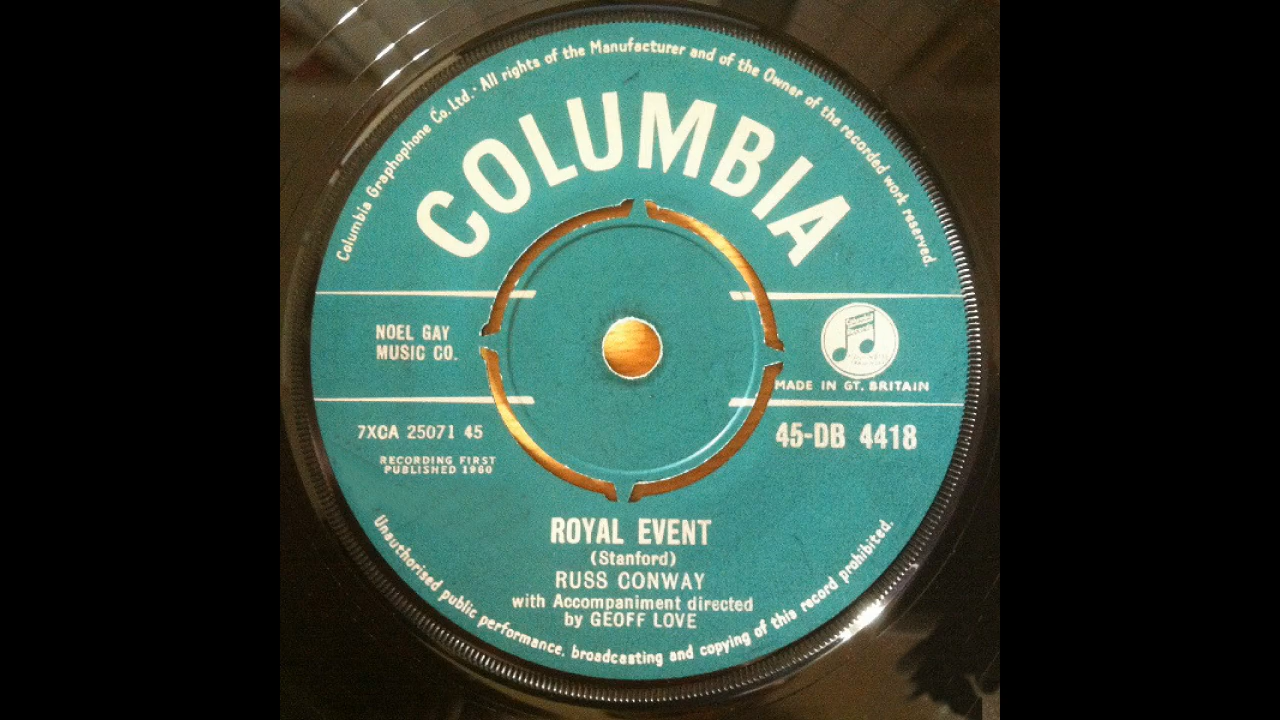 Columbia Graphophone Co. Ltd. · All rights of the Manufacturer and of the Owner of the recorded work reserved.
COLUMBIA
NOEL GAY
MUSIC CO.
MADE IN GT. BRITAIN
7XCA 25071 45
45-DB 4418
RECORDING FIRST
PUBLISHED 1960
ROYAL EVENT
(Stanford)
RUSS CONWAY
with Accompaniment directed
by GEOFF LOVE
Unauthorised public performance, broadcasting and copying of this record prohibited.